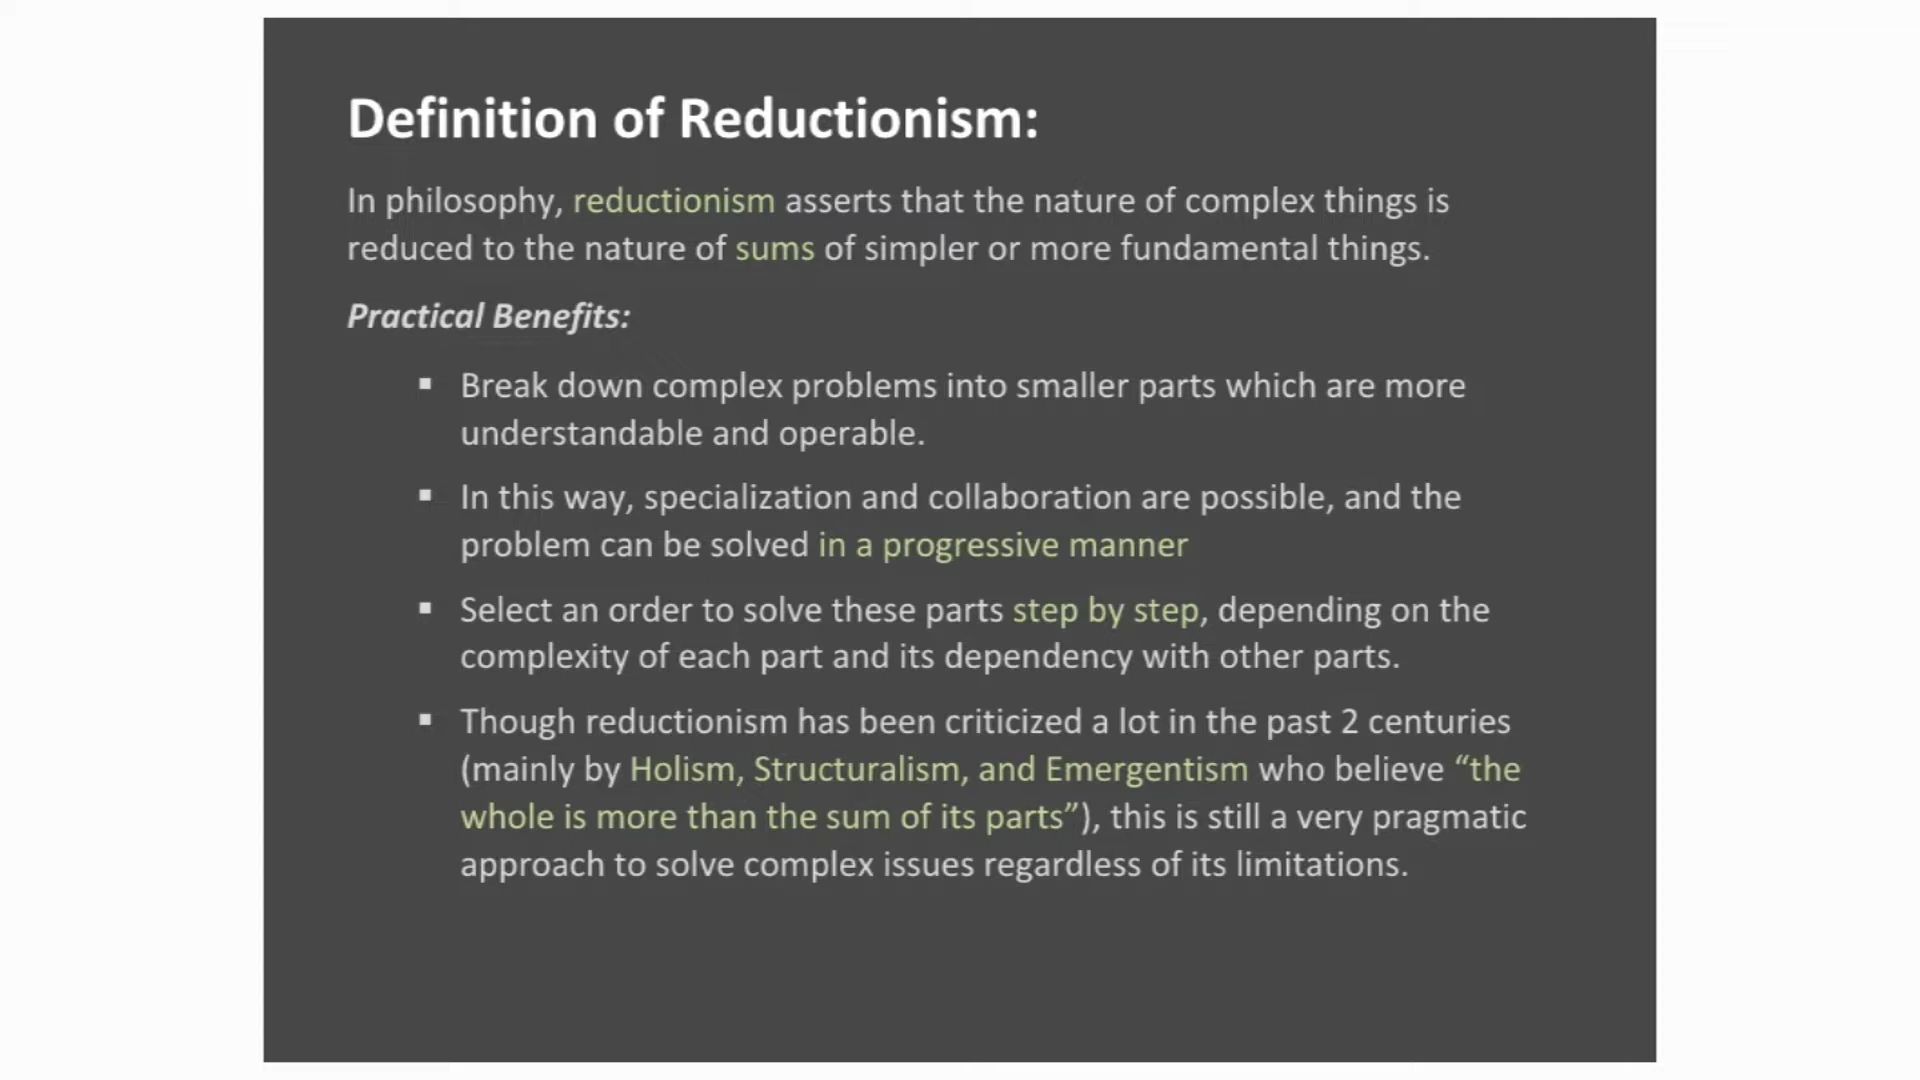 Definition of Reductionism:
In philosophy, reductionism asserts that the nature of complex things is
reduced to the nature of sums of simpler or more fundamental things.
Practical Benefits:
▪ Break down complex problems into smaller parts which are more
understandable and operable.
▪ In this way, specialization and collaboration are possible, and the
problem can be solved in a progressive manner
▪ Select an order to solve these parts step by step, depending on the
complexity of each part and its dependency with other parts.
▪ Though reductionism has been criticized a lot in the past 2 centuries
(mainly by Holism, Structuralism, and Emergentism who believe “the
whole is more than the sum of its parts”), this is still a very pragmatic
approach to solve complex issues regardless of its limitations.